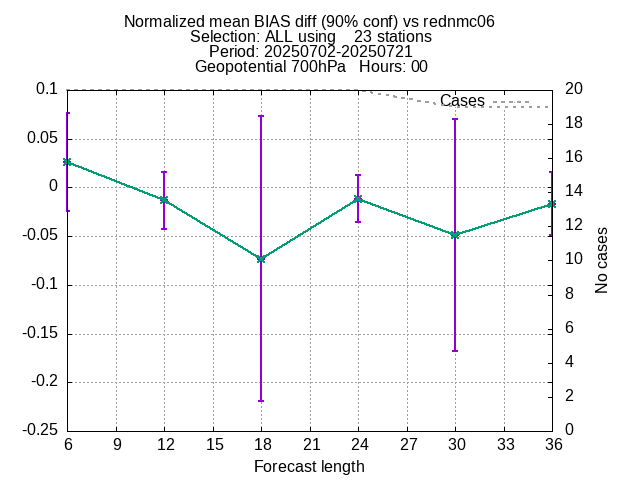 Normalized mean BIAS diff (90% conf) vs rednmc06
Selection: ALL using    23 stations
Period: 20250702-20250721
Geopotential 700hPa   Hours: 00
Cases
0.1
0.05
0
-0.05
-0.1
-0.15
-0.2
-0.25
20
18
16
14
12
10
8
6
4
2
0
No cases
6 9 12 15 18 21 24 27 30 33 36
Forecast length